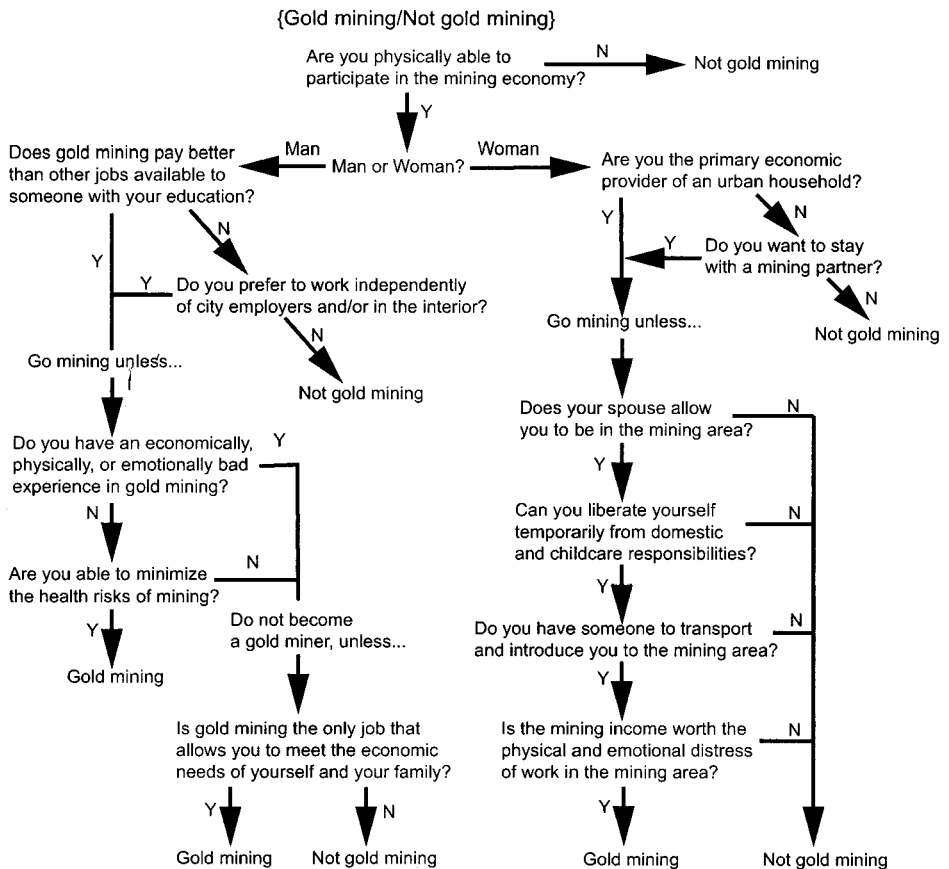 {Gold mining/Not gold mining}
Are you physically able to
participate in the mining economy?
N
Not gold mining
Y
Man or Woman?
Man
Woman
Does gold mining pay better
than other jobs available to
someone with your education?
N
Y
Y
Do you prefer to work independently
of city employers and/or in the interior?
N
Not gold mining
Go mining unless...
Do you have an economically,
physically, or emotionally bad
experience in gold mining?
Y
N
Are you able to minimize
the health risks of mining?
N
Y
Gold mining
Do not become
a gold miner, unless...
Is gold mining the only job that
allows you to meet the economic
needs of yourself and your family?
Y
N
Gold mining
Not gold mining
Are you the primary economic
provider of an urban household?
Y
N
Y
Do you want to stay
with a mining partner?
N
Not gold mining
Go mining unless...
Does your spouse allow
you to be in the mining area?
N
Y
Can you liberate yourself
temporarily from domestic
and childcare responsibilities?
N
Y
Do you have someone to transport
and introduce you to the mining area?
N
Y
Is the mining income worth the
physical and emotional distress
of work in the mining area?
N
Y
Gold mining
Not gold mining